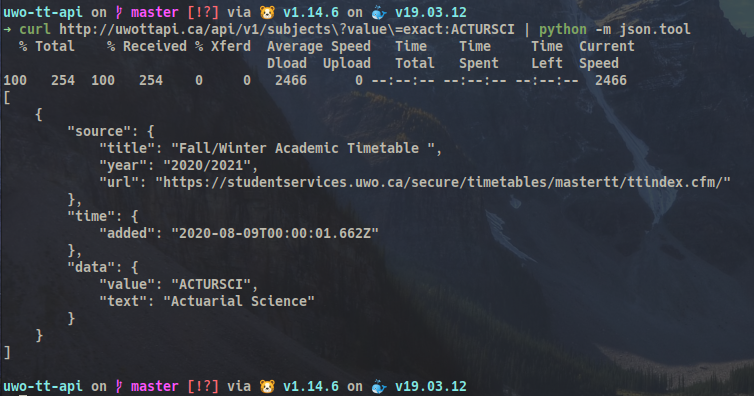 uwo-tt-api on master [!?] via 🐹 v1.14.6 on 🐳 v19.03.12
➜ curl http://uwottapi.ca/api/v1/subjects\?value\=exact:ACTURSCI | python -m json.tool
  % Total    % Received % Xferd  Average Speed   Time    Time     Time  Current
                                 Dload  Upload   Total   Spent    Left  Speed
100   254  100   254    0     0   2466      0 --:--:-- --:--:-- --:--:--  2466
[
    {
        "source": {
            "title": "Fall/Winter Academic Timetable ",
            "year": "2020/2021",
            "url": "https://studentservices.uwo.ca/secure/timetables/mastertt/ttindex.cfm/"
        },
        "time": {
            "added": "2020-08-09T00:00:01.662Z"
        },
        "data": {
            "value": "ACTURSCI",
            "text": "Actuarial Science"
        }
    }
]
uwo-tt-api on master [!?] via 🐹 v1.14.6 on 🐳 v19.03.12